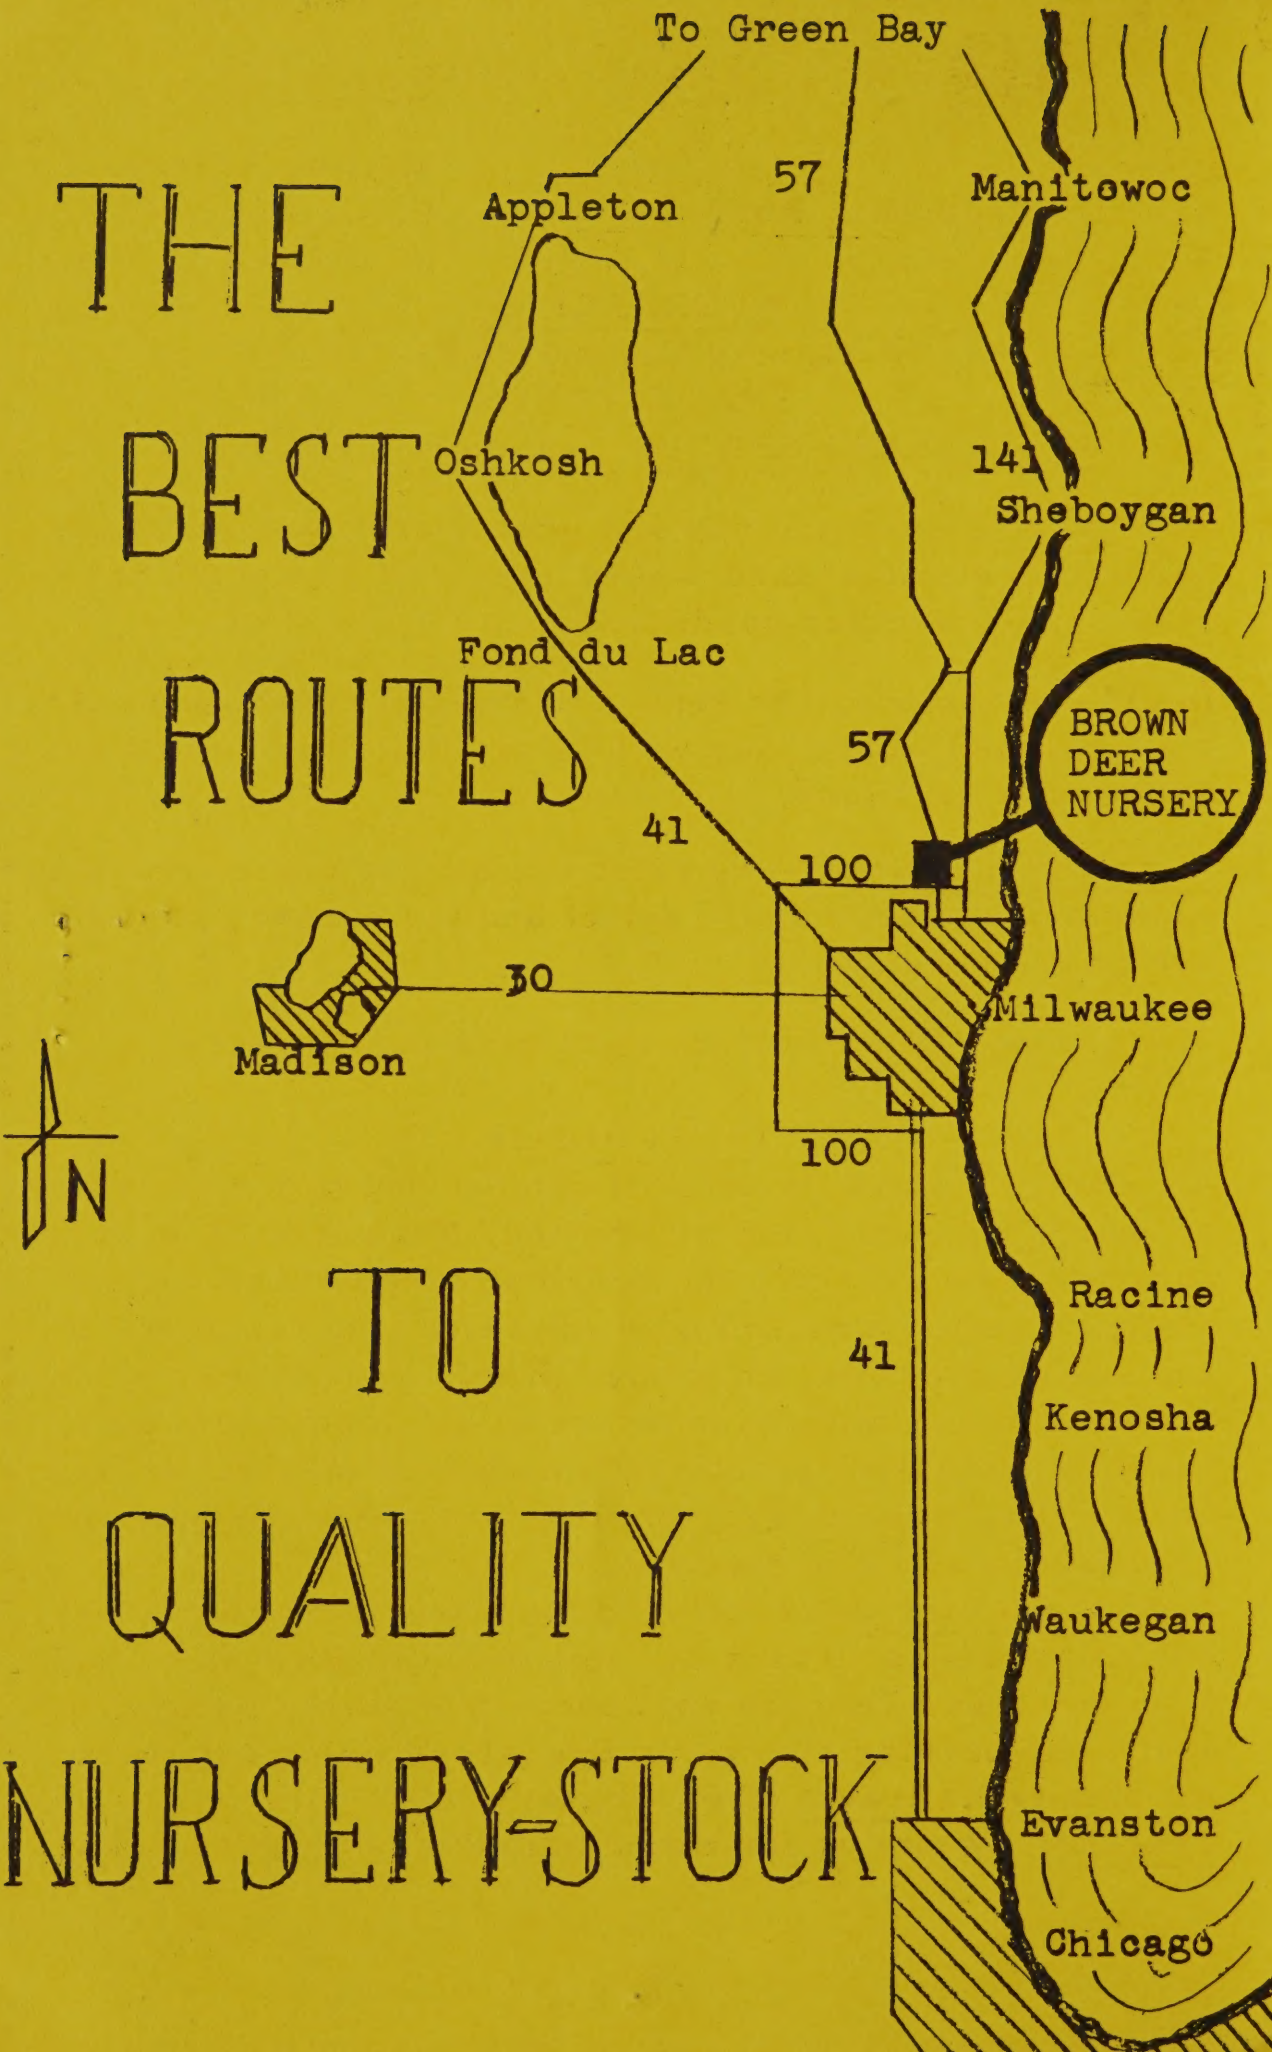 To Green Bay
57
Manitowoc
Appleton
THE
BEST
Oshkosh
141
Sheboygan
Fond du Lac
ROUTES
57
BROWN
DEER
NURSERY
41
100
30
Milwaukee
Madison
100
N
TO
Racine
41
Kenosha
QUALITY
Waukegan
NURSERY-STOCK
Evanston
Chicago